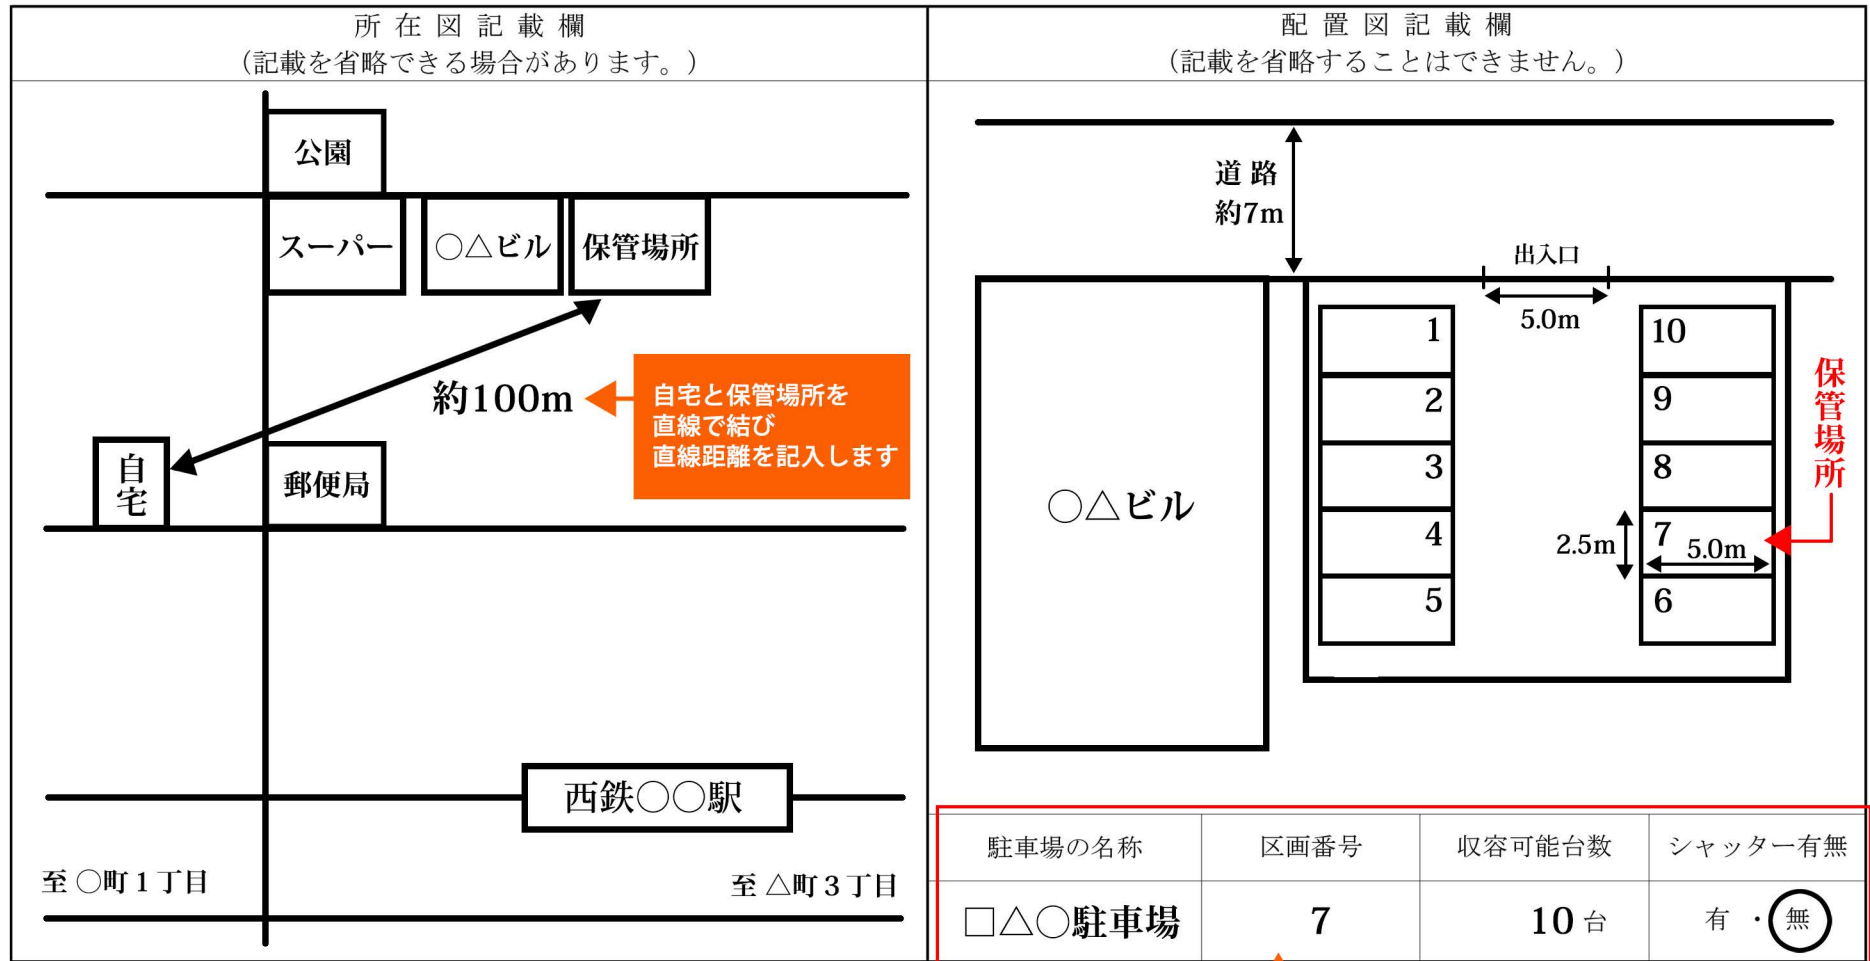 所在図記載欄
(記載を省略できる場合があります。)
公園
スーパー
○△ビル
保管場所
約100m
自宅と保管場所を
直線で結び
直線距離を記入します
自宅
郵便局
西鉄○○駅
至 ○町1丁目
至 △町3丁目
配置図記載欄
(記載を省略することはできません。)
道路
約7m
出入口
5.0m
○△ビル
1
2
3
4
5
10
9
8
7
6
2.5m
5.0m
保管場所
駐車場の名称 区画番号 収容可能台数 シャッター有無
□△○駐車場 7 10台 有・無